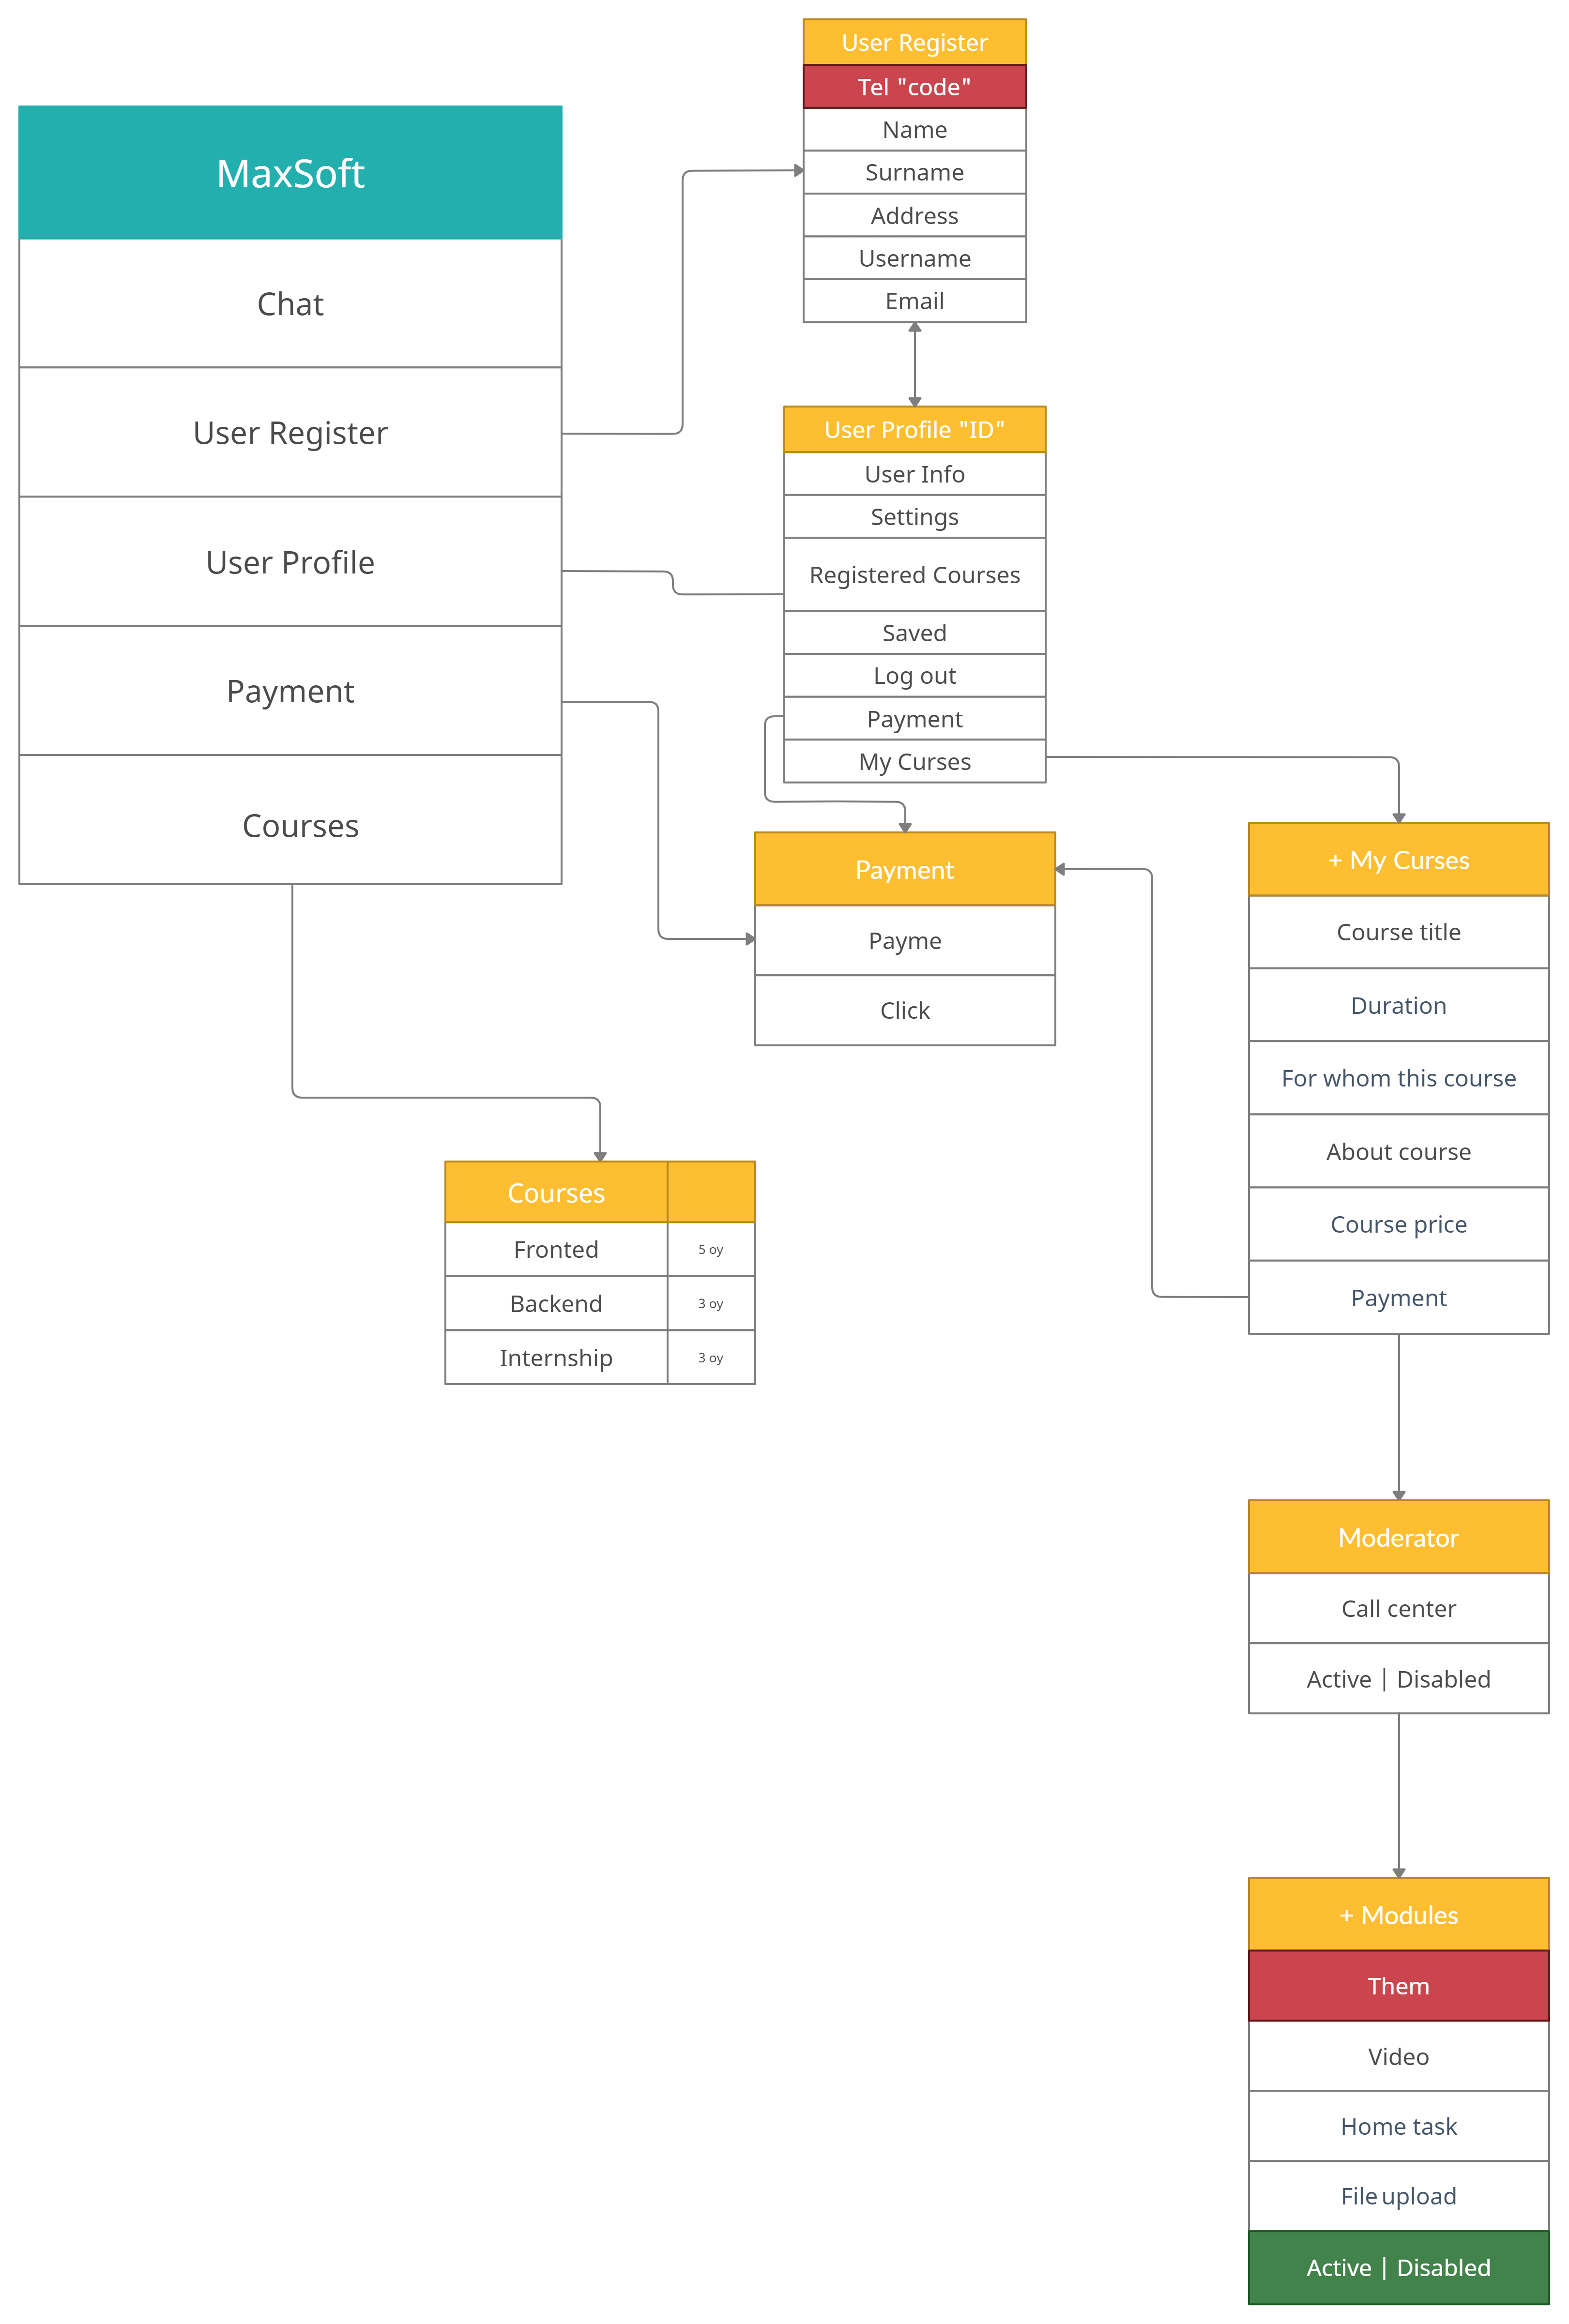 MaxSoft
Chat
User Register
User Profile
Payment
Courses
User Register
Tel "code"
Name
Surname
Address
Username
Email
User Profile "ID"
User Info
Settings
Registered Courses
Saved
Log out
Payment
My Curses
Payment
Payme
Click
Courses
Fronted 5 oy
Backend 3 oy
Internship 3 oy
+ My Curses
Course title
Duration
For whom this course
About course
Course price
Payment
Moderator
Call center
Active | Disabled
+ Modules
Them
Video
Home task
File upload
Active | Disabled